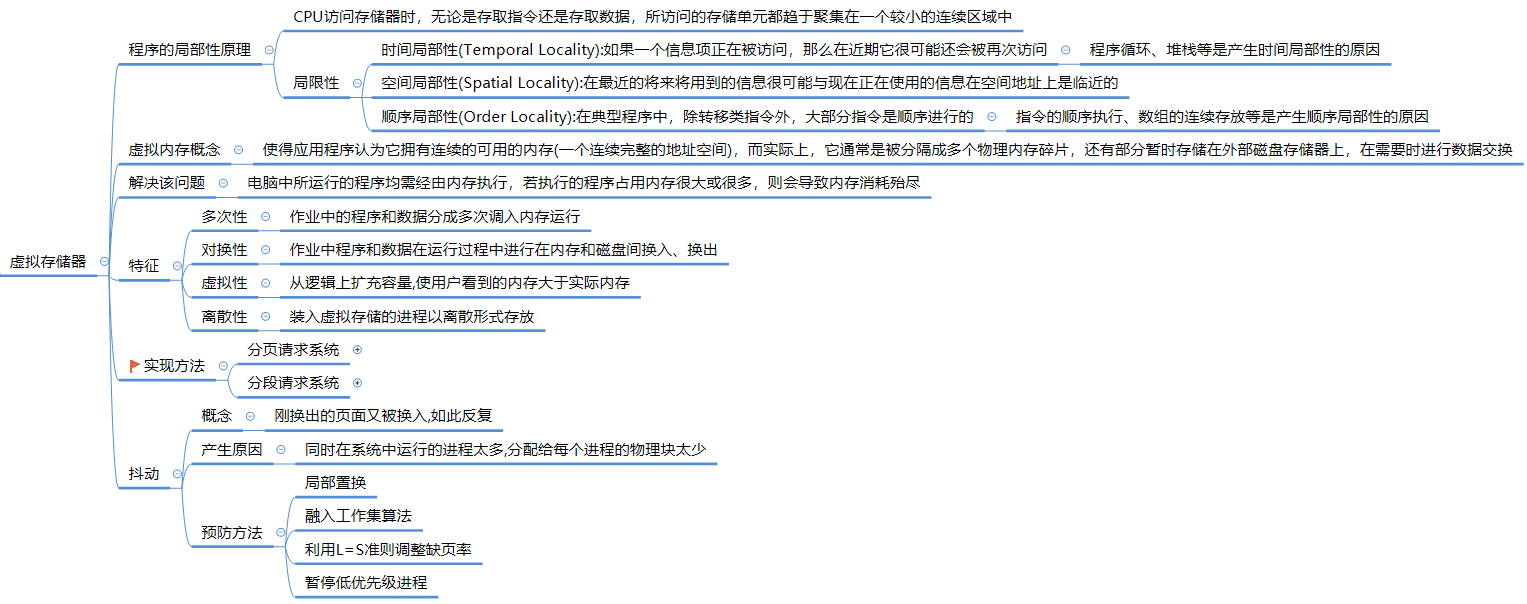 虚拟存储器
程序的局部性原理
CPU访问存储器时，无论是存取指令还是存取数据，所访问的存储单元都趋于聚集在一个较小的连续区域中
局限性
时间局部性(Temporal Locality):如果一个信息项正在被访问，那么在近期它很可能还会被再次访问
程序循环、堆栈等是产生时间局部性的原因
空间局部性(Spatial Locality):在最近的将来将用到的信息很可能与现在正在使用的信息在空间地址上是临近的
顺序局部性(Order Locality):在典型程序中，除转移类指令外，大部分指令是顺序进行的
指令的顺序执行、数组的连续存放等是产生顺序局部性的原因
虚拟内存概念
使得应用程序认为它拥有连续的可用的内存(一个连续完整的地址空间)，而实际上，它通常是被分隔成多个物理内存碎片，还有部分暂时存储在外部磁盘存储器上，在需要时进行数据交换
解决该问题
电脑中所运行的程序均需经由内存执行，若执行的程序占用内存很大或很多，则会导致内存消耗殆尽
特征
多次性
作业中的程序和数据分成多次调入内存运行
对换性
作业中程序和数据在运行过程中进行在内存和磁盘间换入、换出
虚拟性
从逻辑上扩充容量,使用户看到的内存大于实际内存
离散性
装入虚拟存储的进程以离散形式存放
实现方法
分页请求系统
分段请求系统
抖动
概念
刚换出的页面又被换入,如此反复
产生原因
同时在系统中运行的进程太多,分配给每个进程的物理块太少
预防方法
局部置换
融入工作集算法
利用L=S准则调整缺页率
暂停低优先级进程